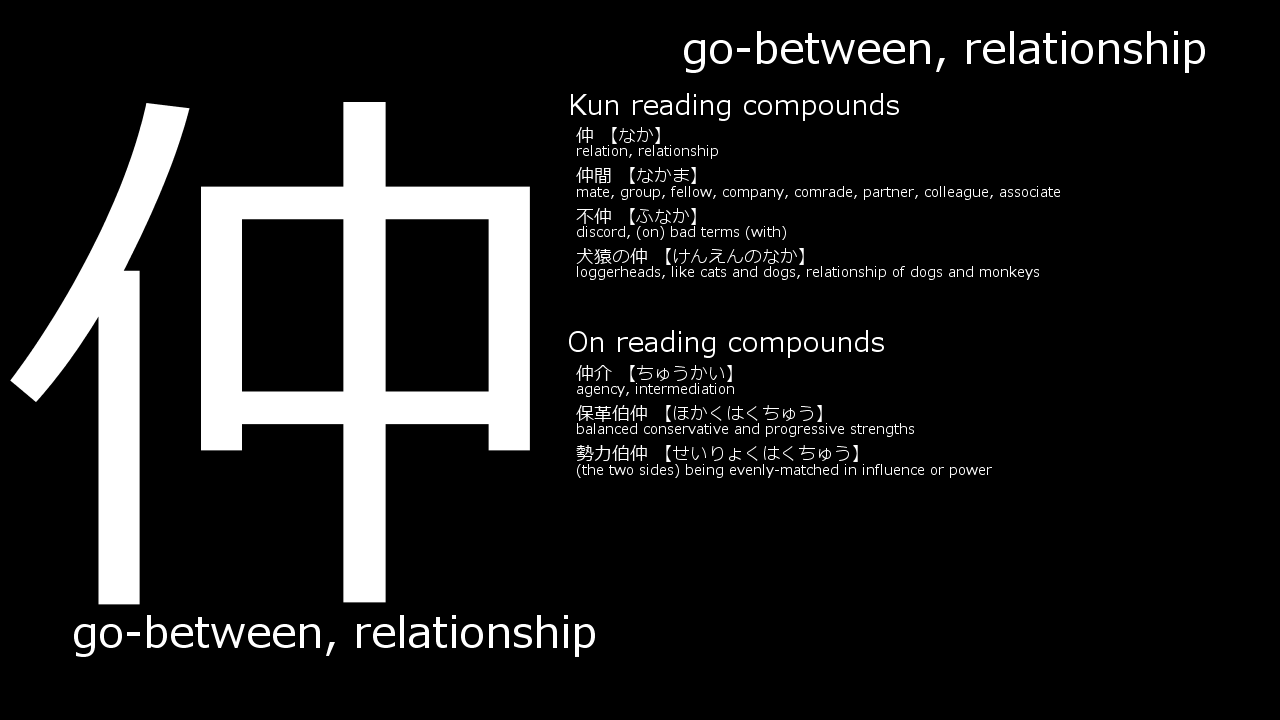 go-between, relationship
仲
Kun reading compounds
仲 【なか】
relation, relationship
仲間 【なかま】
mate, group, fellow, company, comrade, partner, colleague, associate
不仲 【ふなか】
discord, (on) bad terms (with)
犬猿の仲 【けんえんのなか】
loggerheads, like cats and dogs, relationship of dogs and monkeys
On reading compounds
仲介 【ちゅうかい】
agency, intermediation
保革伯仲 【ほかくはくちゅう】
balanced conservative and progressive strengths
勢力伯仲 【せいりょくはくちゅう】
(the two sides) being evenly-matched in influence or power
go-between, relationship